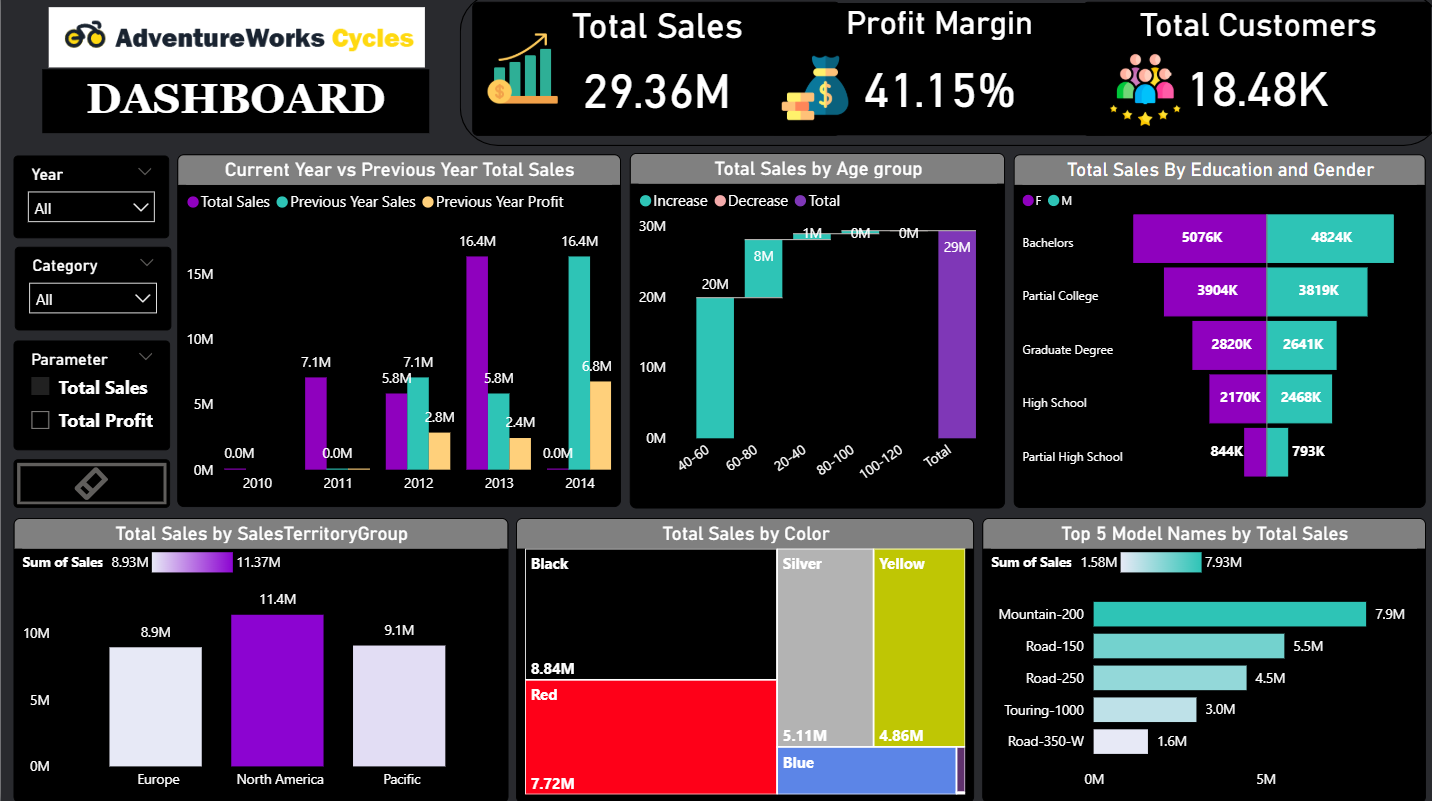 AdventureWorks Cycles
DASHBOARD
Total Sales
29.36M
Profit Margin
41.15%
Total Customers
18.48K
Year
All
Category
All
Parameter
Total Sales
Total Profit
Current Year vs Previous Year Total Sales
Total Sales Previous Year Sales Previous Year Profit
15M
10M
5M
0M
0.0M
7.1M
0.0M
5.8M
7.1M
2.8M
16.4M
5.8M
2.4M
0.0M
16.4M
6.8M
2010 2011 2012 2013 2014
Total Sales by Age group
Increase Decrease Total
30M
20M
10M
0M
20M
8M
1M
0M
0M
29M
40-60 60-80 20-40 80-100 100-120 Total
Total Sales By Education and Gender
F M
Bachelors 5076K 4824K
Partial College 3904K 3819K
Graduate Degree 2820K 2641K
High School 2170K 2468K
Partial High School 844K 793K
Total Sales by SalesTerritoryGroup
Sum of Sales 8.93M 11.37M
10M
5M
0M
8.9M
11.4M
9.1M
Europe North America Pacific
Total Sales by Color
Black
8.84M
Red
7.72M
Silver
5.11M
Yellow
4.86M
Blue
Top 5 Model Names by Total Sales
Sum of Sales 1.58M 7.93M
Mountain-200 7.9M
Road-150 5.5M
Road-250 4.5M
Touring-1000 3.0M
Road-350-W 1.6M
0M 5M